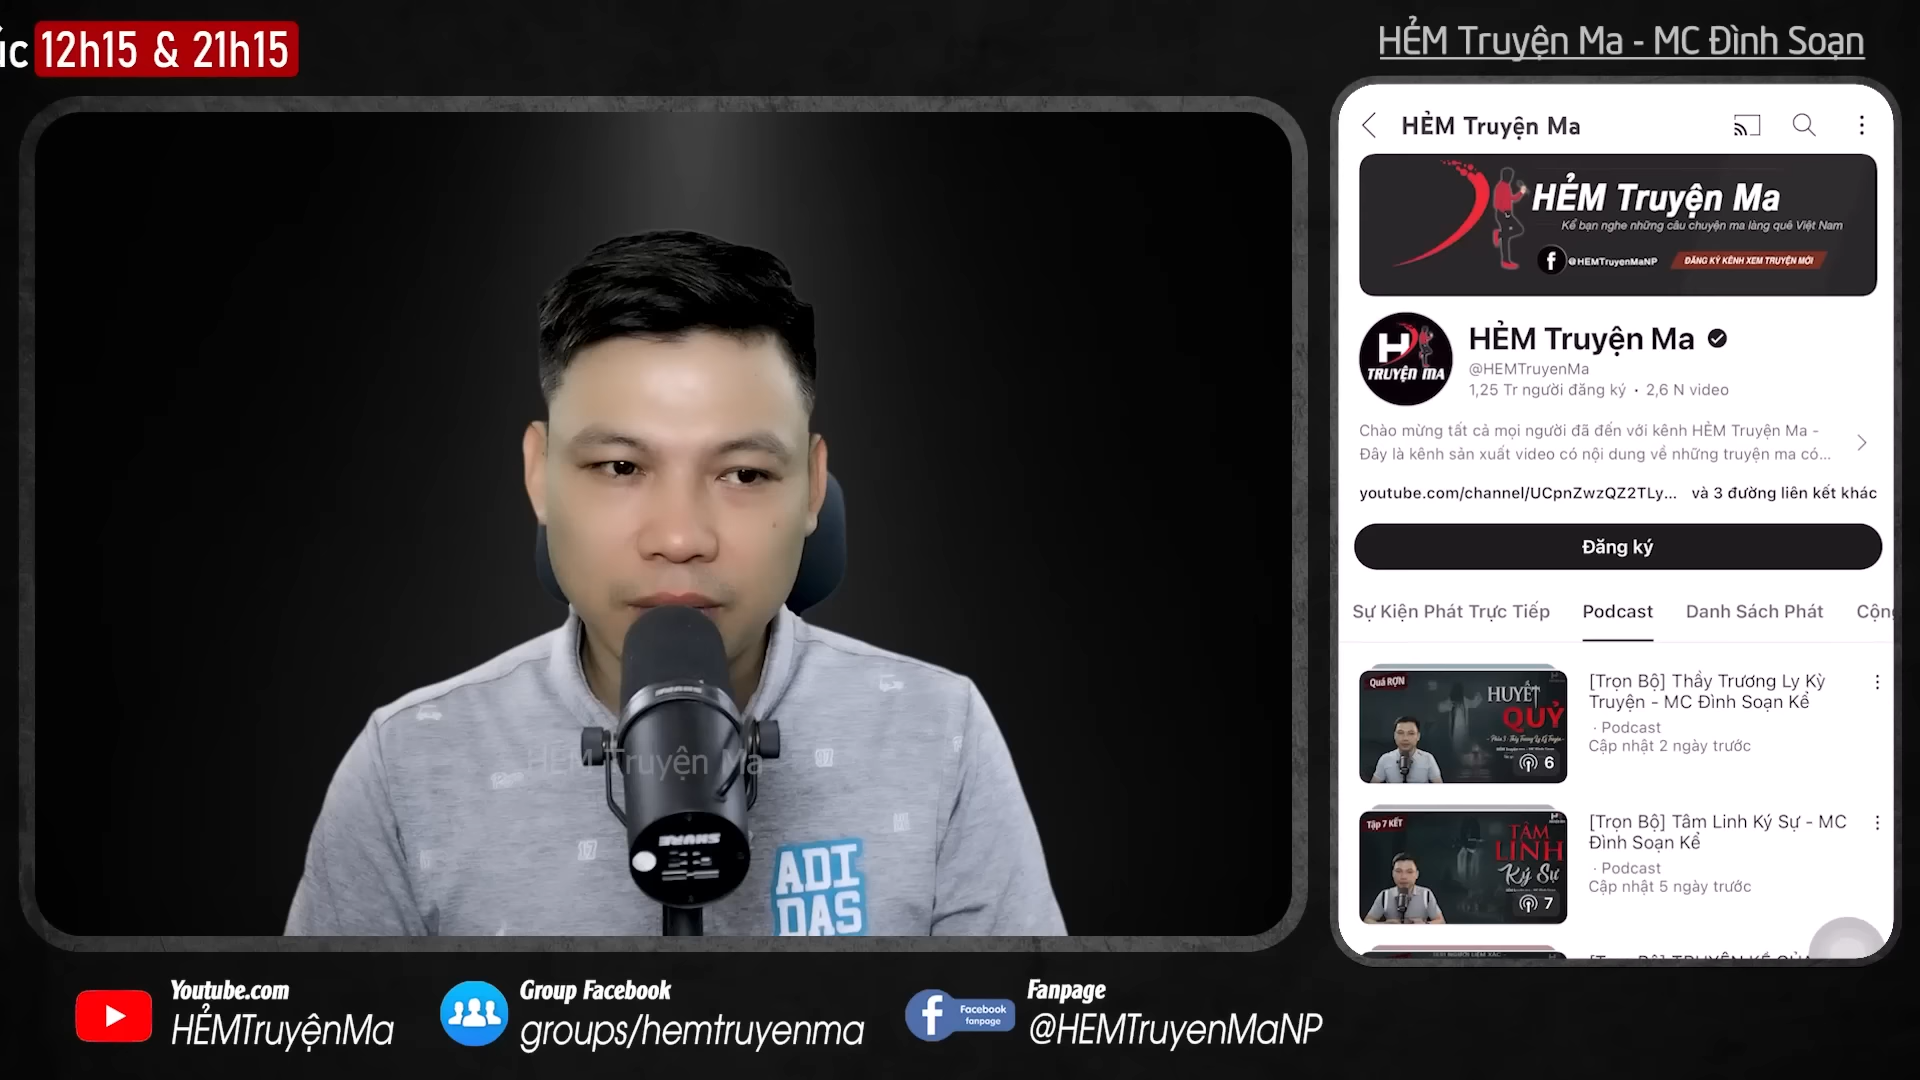 úc 12h15 & 21h15
HẺM Truyện Ma - MC Đình Soạn
HẺM Truyện Ma
HẺM Truyện Ma
Kể bạn nghe những câu chuyện ma làng quê Việt Nam
@HEMTruyenMaNP
ĐĂNG KÝ KÊNH XEM TRUYỆN MỚI
H
TRUYỆN MA
HẺM Truyện Ma
@HEMTruyenMa
1,25 Tr người đăng ký • 2,6 N video
Chào mừng tất cả mọi người đã đến với kênh HẺM Truyện Ma -
Đây là kênh sản xuất video có nội dung về những truyện ma có...
youtube.com/channel/UCpnZwzQZ2TLy... và 3 đường liên kết khác
Đăng ký
Sự Kiện Phát Trực Tiếp Podcast Danh Sách Phát Cộn
Quá RỢN
HUYẾT
QUỶ
6
[Trọn Bộ] Thầy Trương Ly Kỳ
Truyện - MC Đình Soạn Kể
· Podcast
Cập nhật 2 ngày trước
Tập 7 KẾT
TÂM
LINH
Ký Sự
7
[Trọn Bộ] Tâm Linh Ký Sự - MC
Đình Soạn Kể
· Podcast
Cập nhật 5 ngày trước
HẺM Truyện Ma
SHURE
ADI
DAS
Youtube.com
HẺMTruyệnMa
Group Facebook
groups/hemtruyenma
Facebook
fanpage
Fanpage
@HEMTruyenMaNP